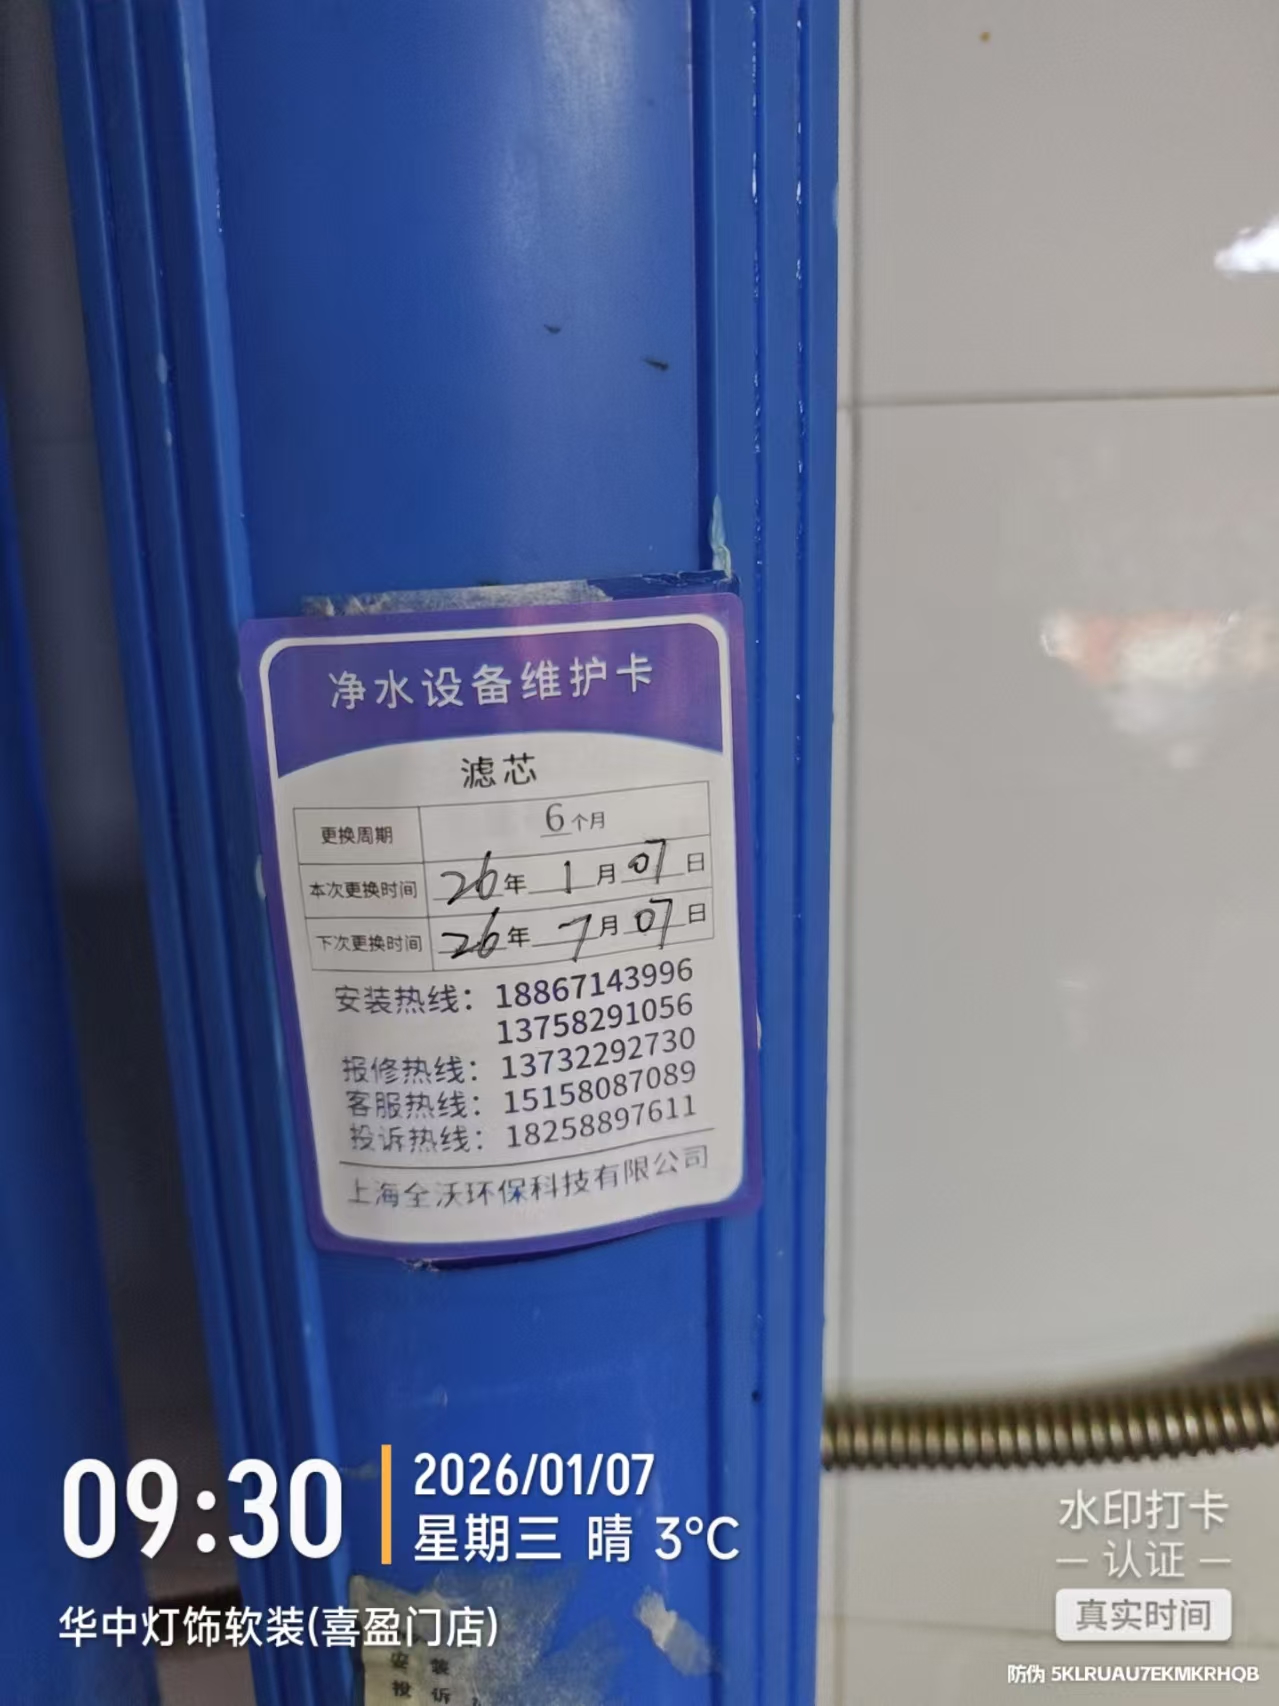 净水设备维护卡
滤芯
更换周期 6个月
本次更换时间 26年1月07日
下次更换时间 26年7月07日
安装热线：18867143996
13758291056
报修热线：13732292730
客服热线：15158087089
投诉热线：18258897611
上海全沃环保科技有限公司
09:30
2026/01/07
星期三 晴 3°C
华中灯饰软装(喜盈门店)
安 装
投 诉
水印打卡
认证
真实时间
防伪 5KLRUAU7EKMKRHQB